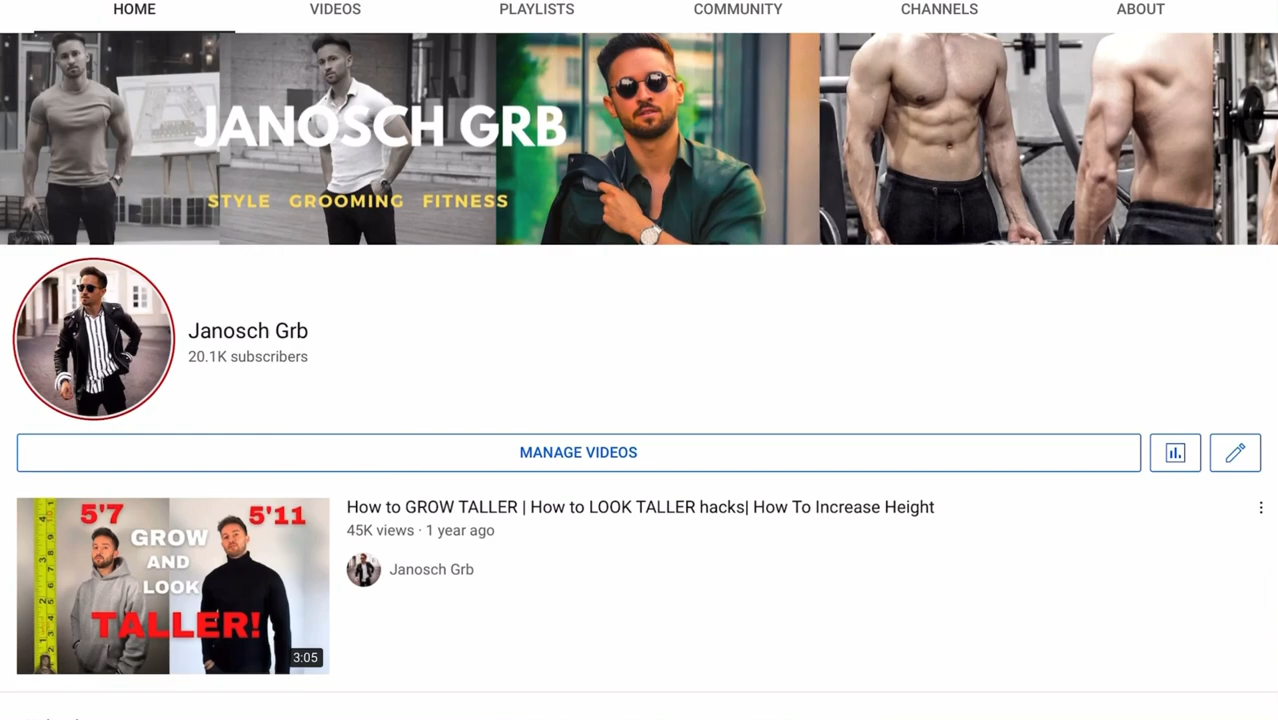 HOME VIDEOS PLAYLISTS COMMUNITY CHANNELS ABOUT
JANOSCH GRB
STYLE GROOMING FITNESS
Janosch Grb
20.1K subscribers
MANAGE VIDEOS
5'7 5'11
GROW
AND
LOOK
TALLER!
3:05
How to GROW TALLER | How to LOOK TALLER hacks| How To Increase Height
45K views · 1 year ago
Janosch Grb